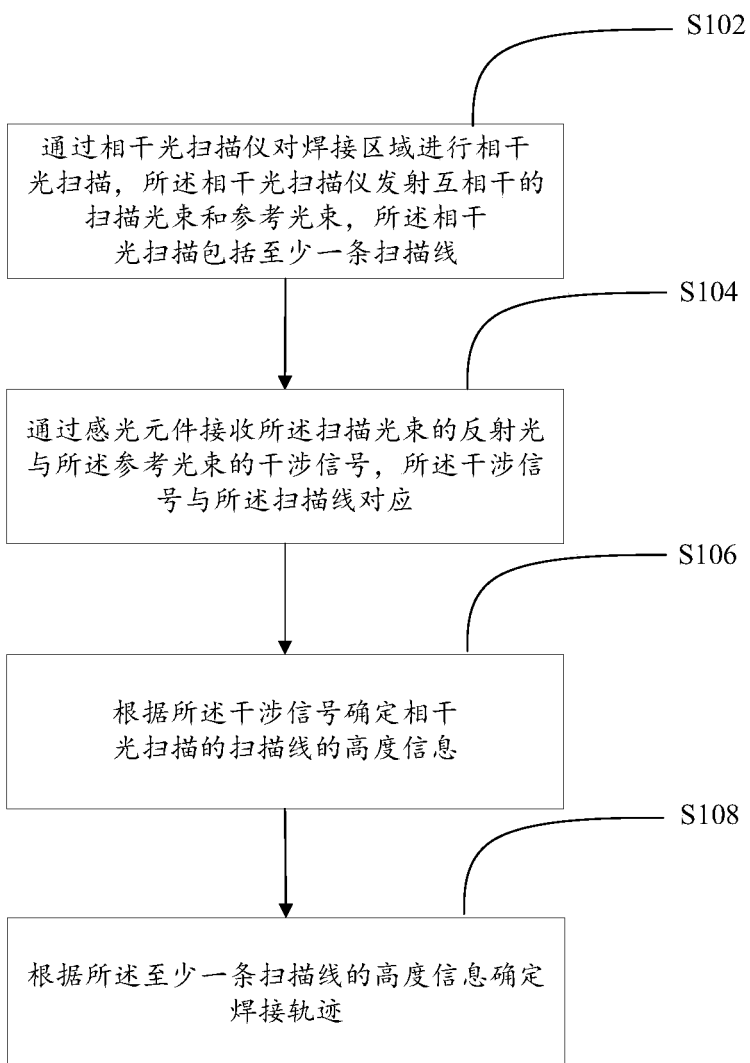 S102
通过相干光扫描仪对焊接区域进行相干
光扫描，所述相干光扫描仪发射互相干的
扫描光束和参考光束，所述相干
光扫描包括至少一条扫描线
S104
通过感光元件接收所述扫描光束的反射光
与所述参考光束的干涉信号，所述干涉信
号与所述扫描线对应
S106
根据所述干涉信号确定相干
光扫描的扫描线的高度信息
S108
根据所述至少一条扫描线的高度信息确定
焊接轨迹